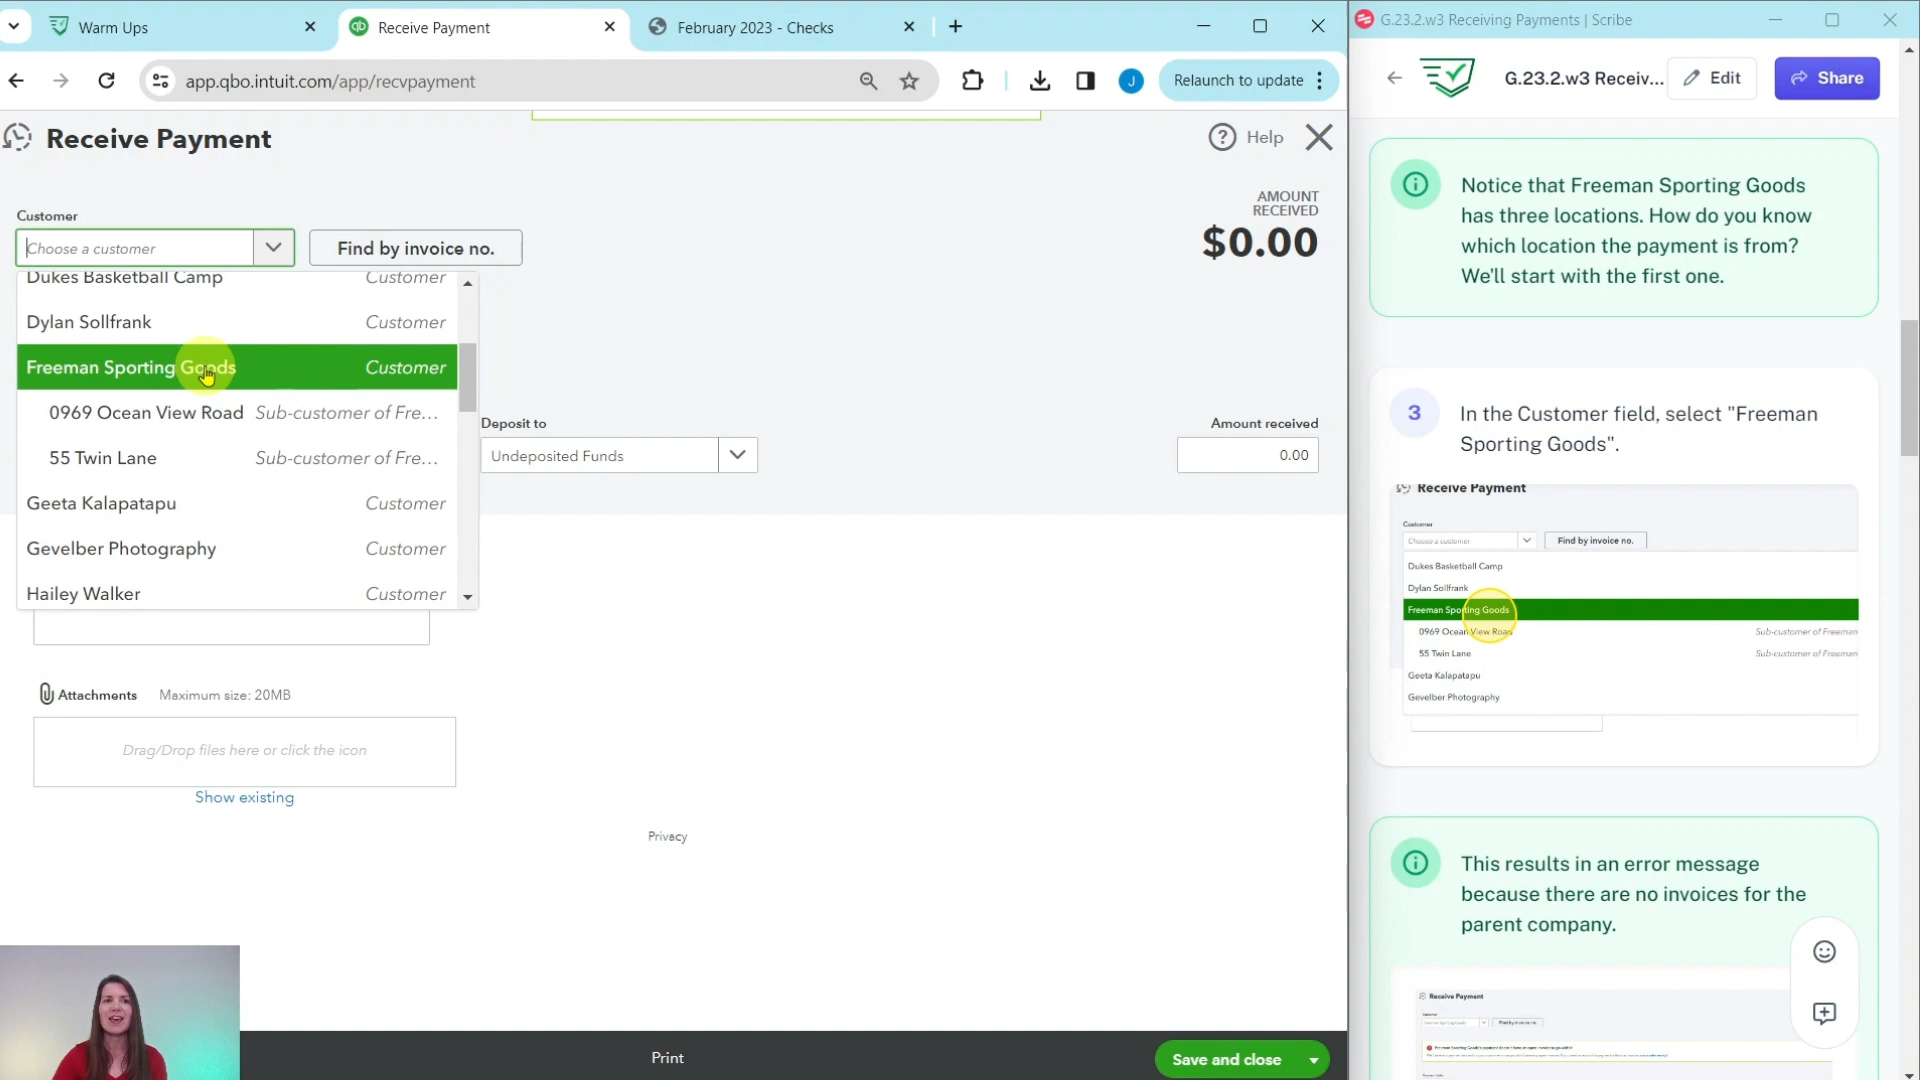 Warm Ups
Receive Payment
February 2023 - Checks
app.qbo.intuit.com/app/recvpayment
J
Relaunch to update
Receive Payment
Help
AMOUNT
RECEIVED
$0.00
Customer
Choose a customer
Find by invoice no.
Dukes Basketball Camp Customer
Dylan Sollfrank Customer
Freeman Sporting Goods Customer
0969 Ocean View Road Sub-customer of Fre...
55 Twin Lane Sub-customer of Fre...
Geeta Kalapatapu Customer
Gevelber Photography Customer
Hailey Walker Customer
Deposit to
Undeposited Funds
Amount received
0.00
Attachments Maximum size: 20MB
Drag/Drop files here or click the icon
Show existing
Privacy
Print
Save and close
G.23.2.w3 Receiving Payments | Scribe
G.23.2.w3 Receiv...
Edit
Share
Notice that Freeman Sporting Goods
has three locations. How do you know
which location the payment is from?
We'll start with the first one.
3
In the Customer field, select "Freeman
Sporting Goods".
Receive Payment
Customer
Choose a customer
Find by invoice no.
Dukes Basketball Camp
Dylan Sollfrank
Freeman Sporting Goods
0969 Ocean View Road Sub-customer of Freeman
55 Twin Lane Sub-customer of Freeman
Geeta Kalapatapu
Gevelber Photography
This results in an error message
because there are no invoices for the
parent company.
Receive Payment
Find by invoice no.